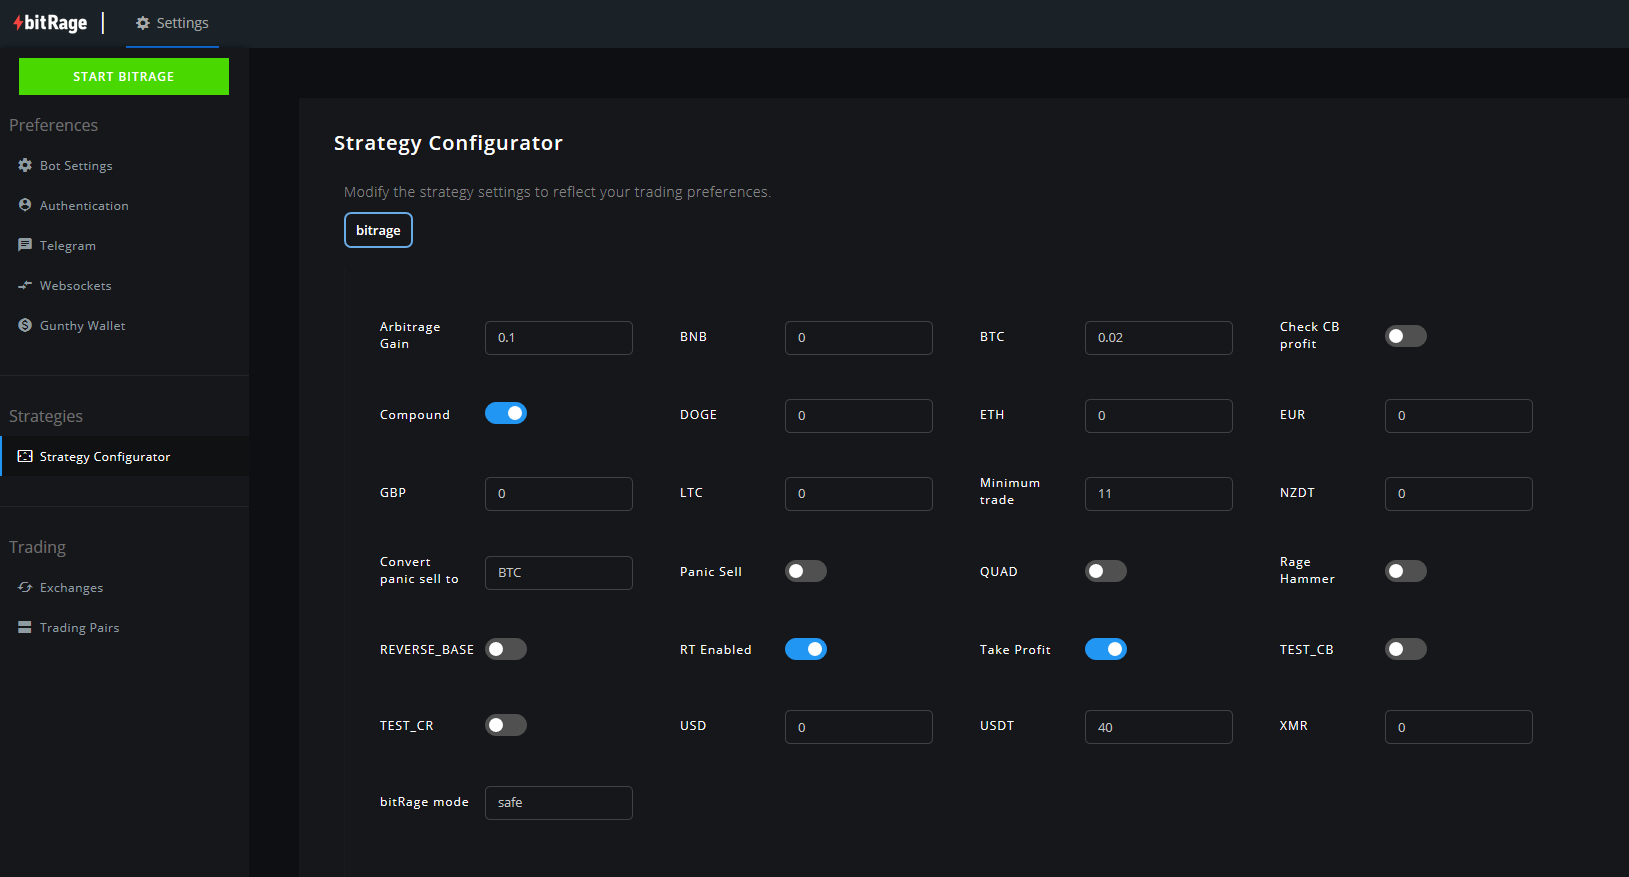 bitRage
Settings
START BITRAGE
Preferences
Bot Settings
Authentication
Telegram
Websockets
Gunthy Wallet
Strategies
Strategy Configurator
Trading
Exchanges
Trading Pairs
Strategy Configurator
Modify the strategy settings to reflect your trading preferences.
bitrage
Arbitrage
Gain
0.1
BNB
0
BTC
0.02
Check CB
profit
Compound
DOGE
0
ETH
0
EUR
0
GBP
0
LTC
0
Minimum
trade
11
NZDT
0
Convert
panic sell to
BTC
Panic Sell
QUAD
Rage
Hammer
REVERSE_BASE
RT Enabled
Take Profit
TEST_CB
TEST_CR
USD
0
USDT
40
XMR
0
bitRage mode
safe